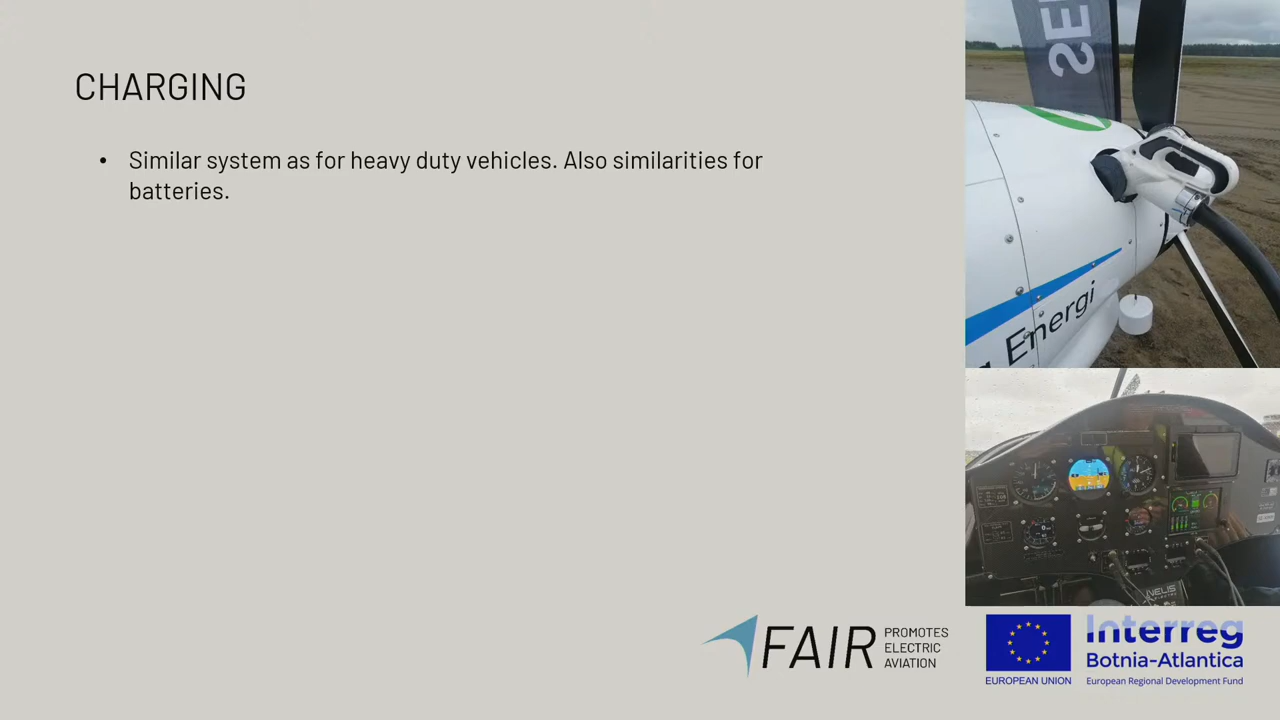 CHARGING
• Similar system as for heavy duty vehicles. Also similarities for
batteries.
Energi
FAIR
PROMOTES
ELECTRIC
AVIATION
EUROPEAN UNION
Interreg
Botnia-Atlantica
European Regional Development Fund